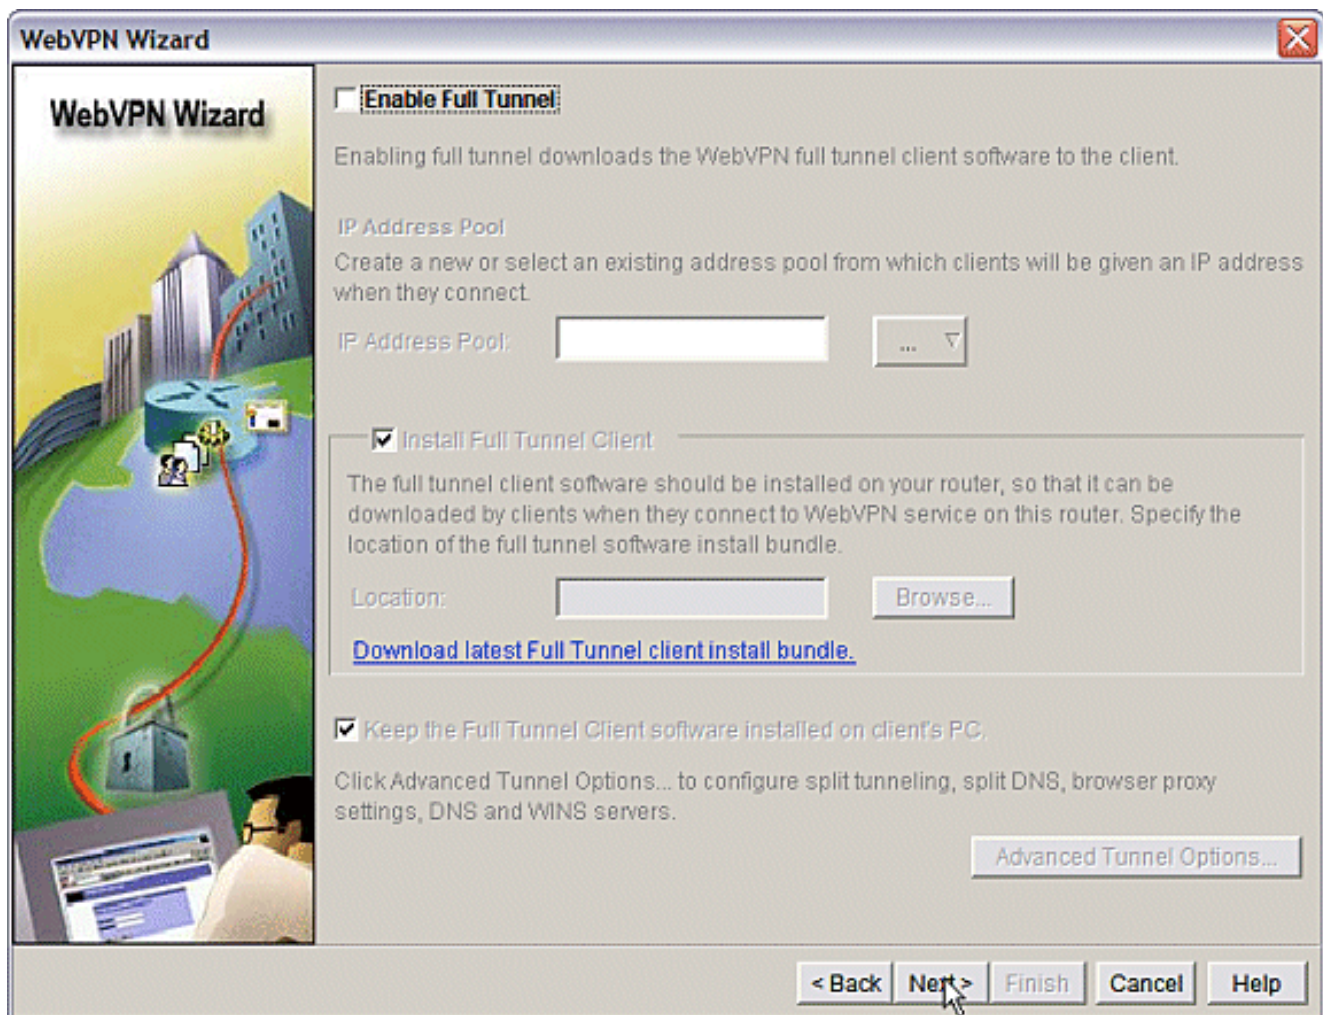 WebVPN Wizard
WebVPN Wizard
Enable Full Tunnel
Enabling full tunnel downloads the WebVPN full tunnel client software to the client.
IP Address Pool
Create a new or select an existing address pool from which clients will be given an IP address
when they connect.
IP Address Pool:
...
Install Full Tunnel Client
The full tunnel client software should be installed on your router, so that it can be
downloaded by clients when they connect to WebVPN service on this router. Specify the
location of the full tunnel software install bundle.
Location:
Browse...
Download latest Full Tunnel client install bundle.
Keep the Full Tunnel Client software installed on client's PC.
Click Advanced Tunnel Options... to configure split tunneling, split DNS, browser proxy
settings, DNS and WINS servers.
Advanced Tunnel Options...
< Back
Next >
Finish
Cancel
Help